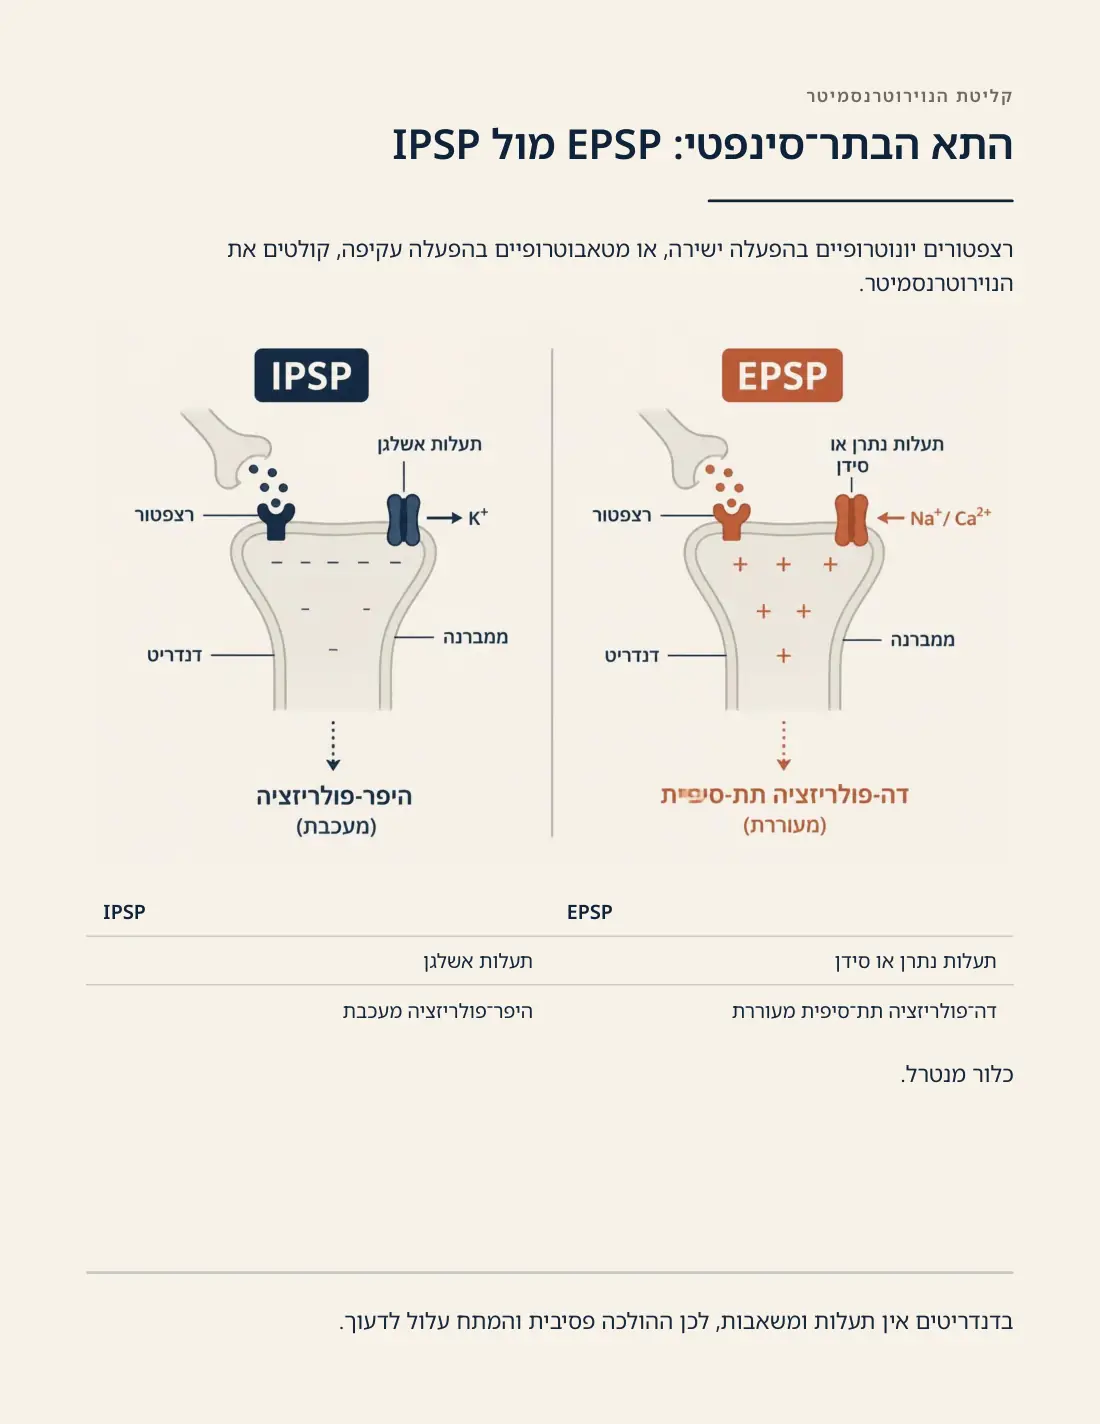 קליטת הנוירוטרנסמיטר
התא הבתר־סינפטי: EPSP מול IPSP
רצפטורים יונוטרופיים בהפעלה ישירה, או מטאבוטרופיים בהפעלה עקיפה, קולטים את
הנוירוטרנסמיטר.
EPSP
תעלות נתרן או
סידן
רצפטור
Na⁺/ Ca²⁺
ממברנה
דנדריט
דה-פולריזציה
(מעוררת)
IPSP
תעלות אשלגן
רצפטור
K⁺
ממברנה
דנדריט
היפר-פולריזציה
(מעכבת)
EPSP IPSP
תעלות נתרן או סידן תעלות אשלגן
דה־פולריזציה תת־סיפית מעוררת היפר־פולריזציה מעכבת
כלור מנטרל.
בדנדריטים אין תעלות ומשאבות, לכן ההולכה פסיבית והמתח עלול לדעוך.